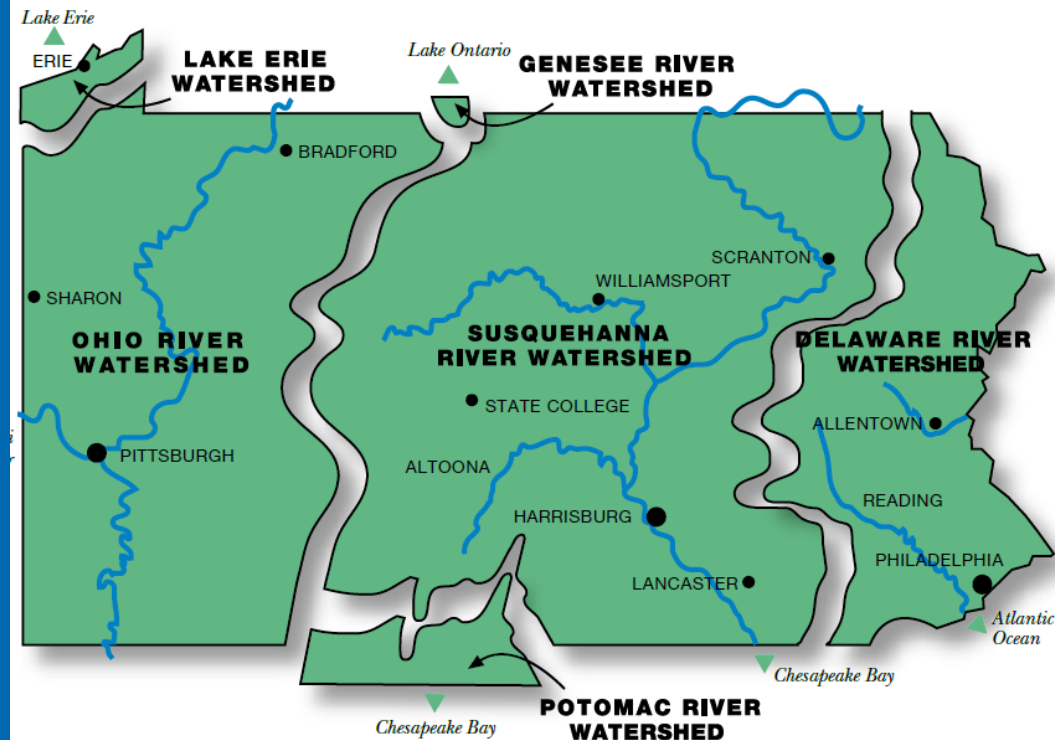 Lake Erie
ERIE
LAKE ERIE
WATERSHED
Lake Ontario
GENESEE RIVER
WATERSHED
BRADFORD
SHARON
OHIO RIVER
WATERSHED
PITTSBURGH
WILLIAMSPORT
SCRANTON
SUSQUEHANNA
RIVER WATERSHED
STATE COLLEGE
ALTOONA
HARRISBURG
LANCASTER
DELAWARE RIVER
WATERSHED
ALLENTOWN
READING
PHILADELPHIA
Atlantic
Ocean
Chesapeake Bay
POTOMAC RIVER
WATERSHED
Chesapeake Bay